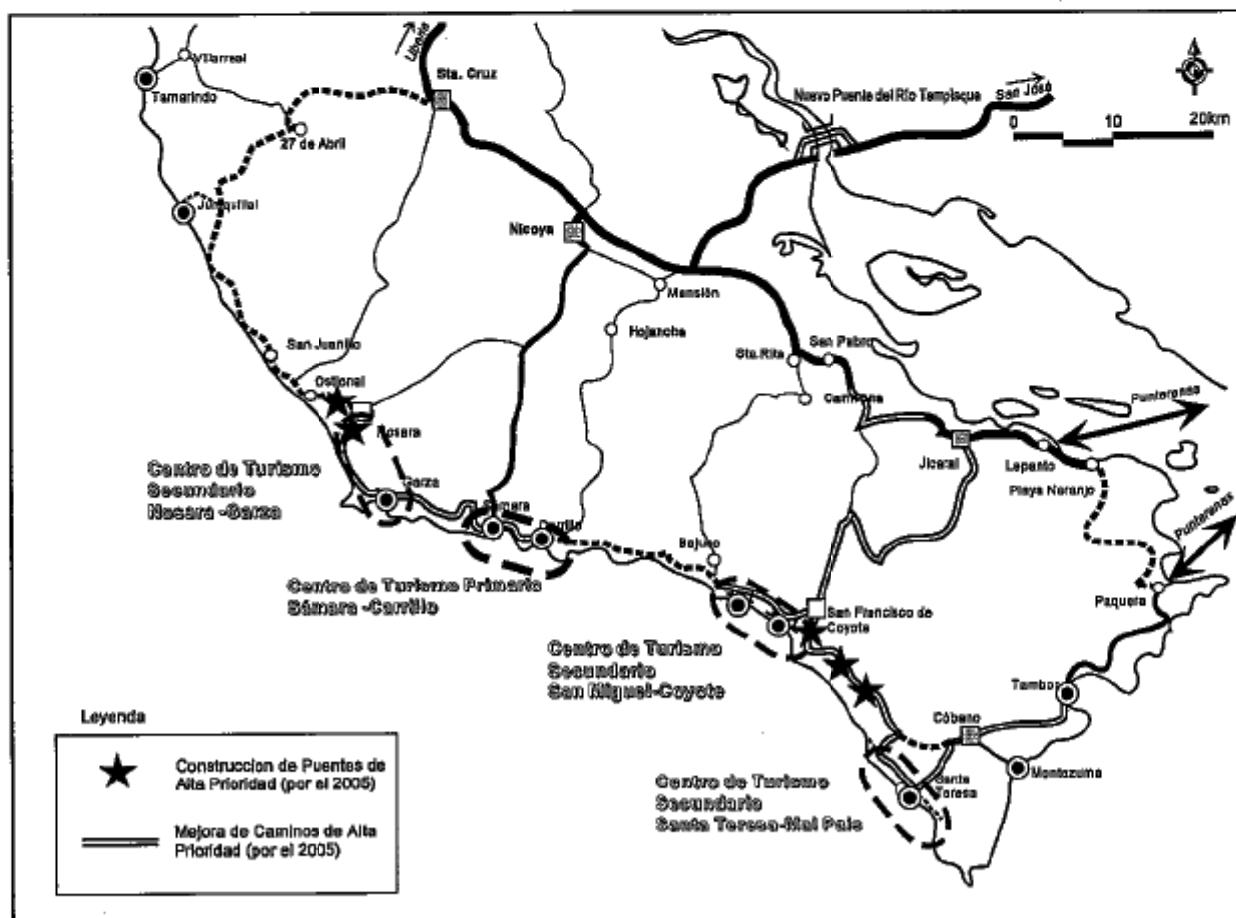 Villarreal
Tamarindo
Liberia
Sta. Cruz
Nuevo Puente del Río Tempisque
San José
0 10 20km
27 de Abril
Junquillal
Nicoya
Mansión
Hojancha
San Juanillo
Sta. Rita
San Pabro
Ostional
Carmona
Puntarenas
Nosara
Jicaral
Lepanto
Playa Naranjo
Centro de Turismo
Secundario
Nosara -Garza
Garza
Sámara
Carrillo
Puntarenas
Bejuco
Centro de Turismo Primario
Sámara -Carrillo
Paquera
San Francisco de
Coyote
Centro de Turismo
Secundario
San Miguel-Coyote
Tambor
Cóbano
Montezuma
Santa
Teresa
Centro de Turismo
Secundario
Santa Teresa-Mal País
Leyenda
Construccion de Puentes de
Alta Prioridad (por el 2005)
Mejora de Caminos de Alta
Prioridad (por el 2005)